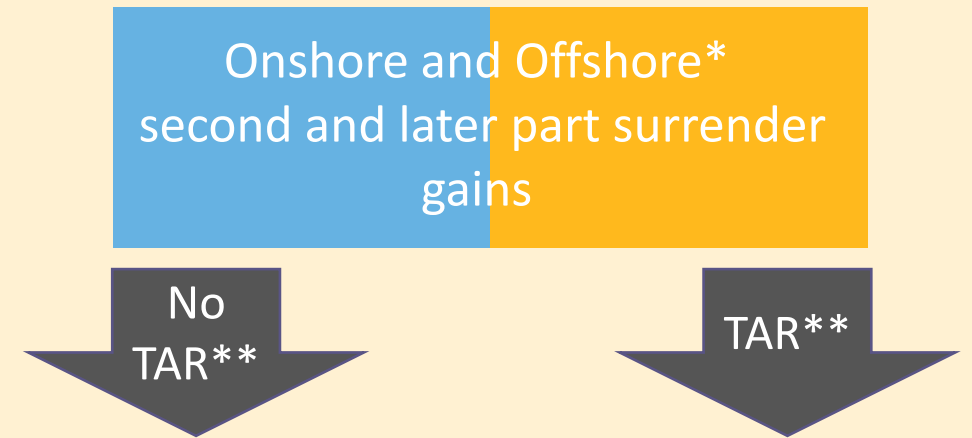 Onshore and Offshore*
second and later part surrender
gains
No
TAR**
TAR**